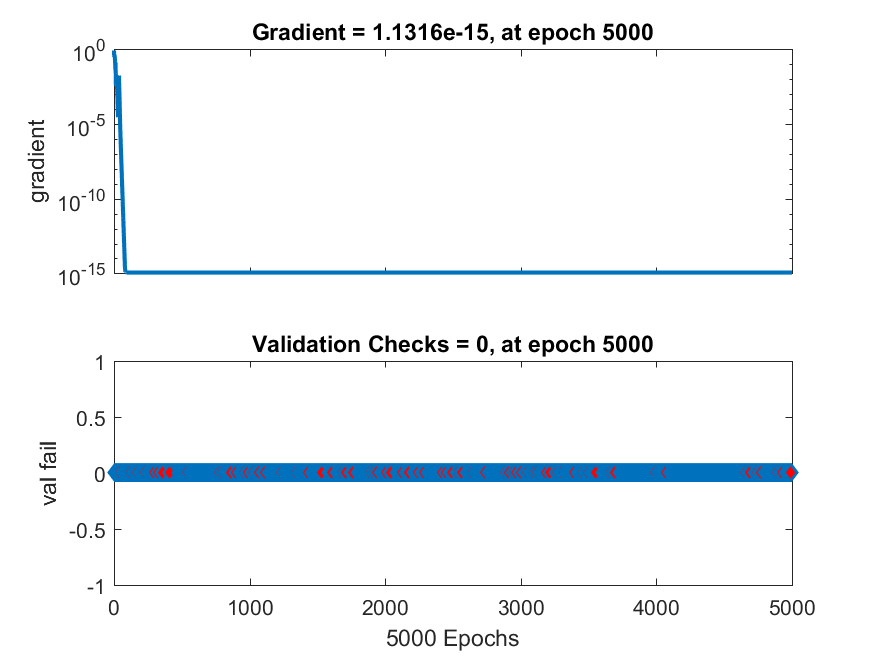 Gradient = 1.1316e-15, at epoch 5000
10^0
10^-5
10^-10
10^-15
gradient
Validation Checks = 0, at epoch 5000
1
0.5
0
-0.5
-1
val fail
0 1000 2000 3000 4000 5000
5000 Epochs